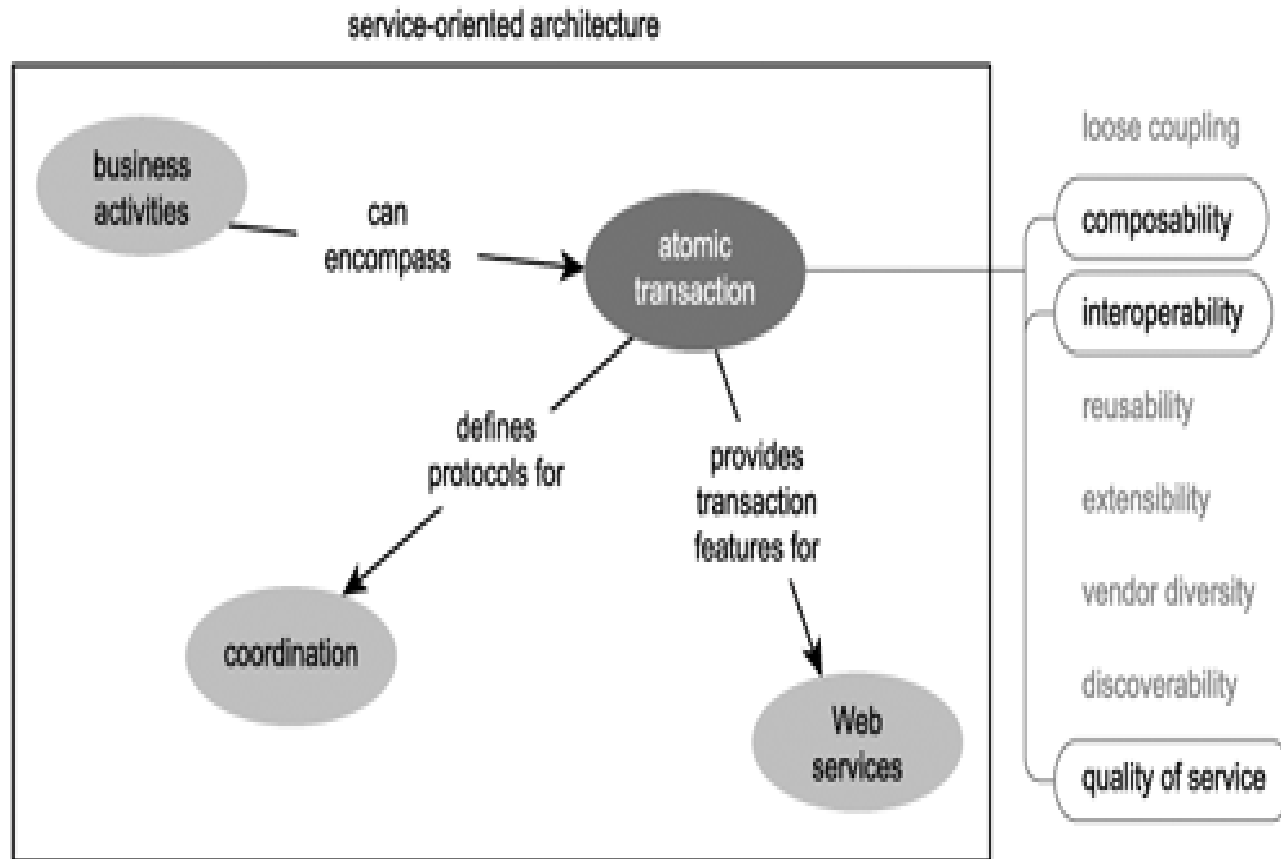 service-oriented architecture
business
activities
can
encompass
atomic
transaction
defines
protocols for
provides
transaction
features for
coordination
Web
services
loose coupling
composability
interoperability
reusability
extensibility
vendor diversity
discoverability
quality of service